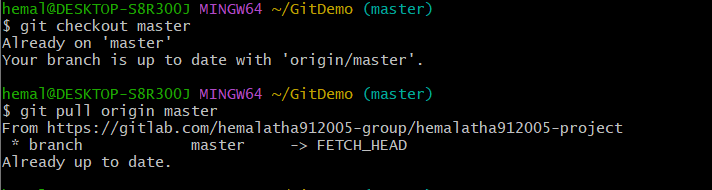 hemal@DESKTOP-S8R3O0J MINGW64 ~/GitDemo (master)
$ git checkout master
Already on 'master'
Your branch is up to date with 'origin/master'.

hemal@DESKTOP-S8R3O0J MINGW64 ~/GitDemo (master)
$ git pull origin master
From https://gitlab.com/hemalatha912005-group/hemalatha912005-project
 * branch            master     -> FETCH_HEAD
Already up to date.